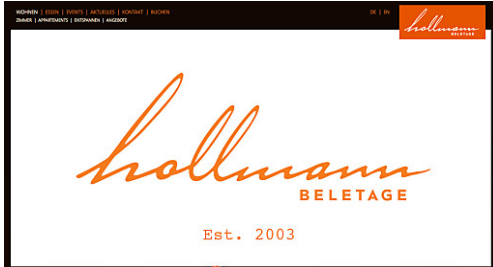 WOHNEN | ESSEN | EVENTS | AKTUELLES | KONTAKT | BUCHEN
DE | EN
ZIMMER | APPARTEMENTS | ENTSPANNEN | ANGEBOTE
hollmann
BELETAGE
hollmann
BELETAGE
Est. 2003